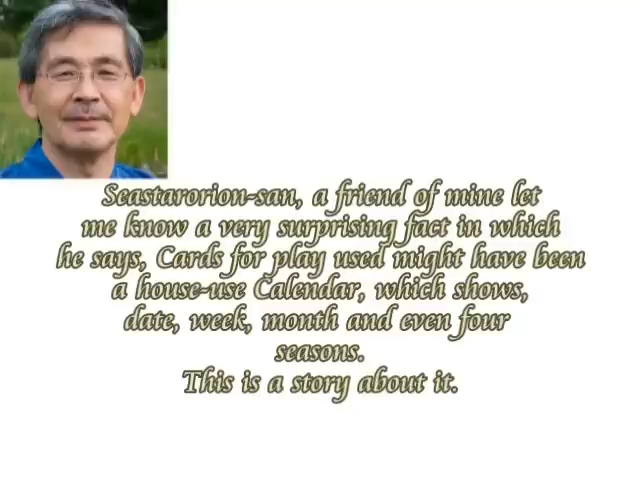 Seastarorion-san, a friend of mine let
me know a very surprising fact in which
he says, Cards for play used might have been
a house-use Calendar, which shows,
date, week, month and even four
seasons.
This is a story about it.